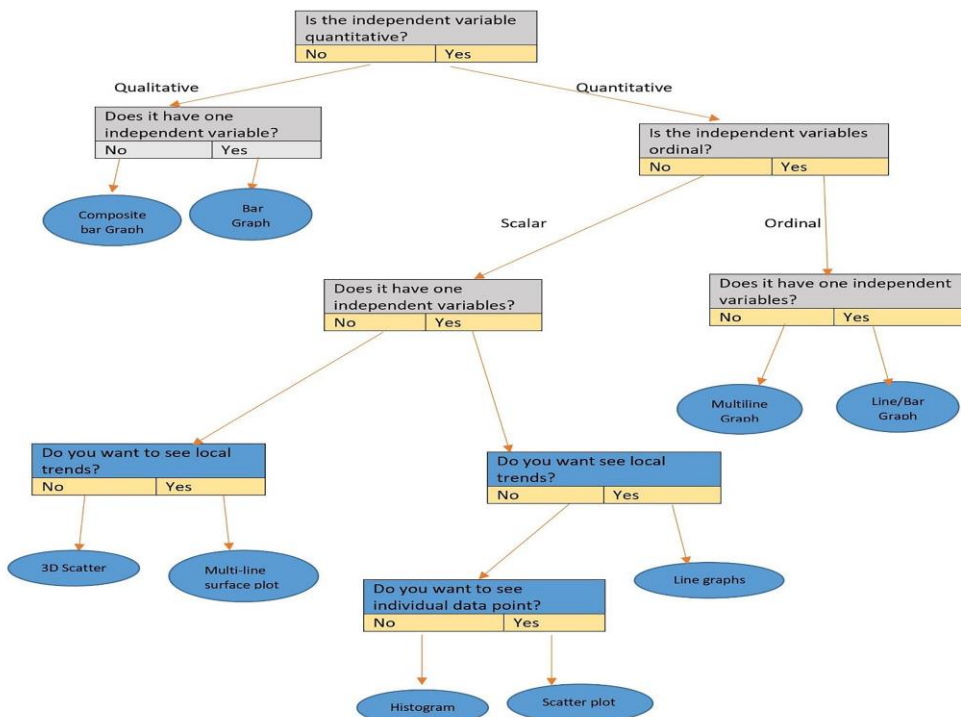 Is the independent variable
quantitative?
No Yes
Qualitative
Quantitative
Does it have one
independent variable?
No Yes
Is the independent variables
ordinal?
No Yes
Composite
bar Graph
Bar
Graph
Scalar
Ordinal
Does it have one
independent variables?
No Yes
Does it have one independent
variables?
No Yes
Multiline
Graph
Line/Bar
Graph
Do you want to see local
trends?
No Yes
Do you want see local
trends?
No Yes
3D Scatter
Multi-line
surface plot
Line graphs
Do you want to see
individual data point?
No Yes
Histogram
Scatter plot